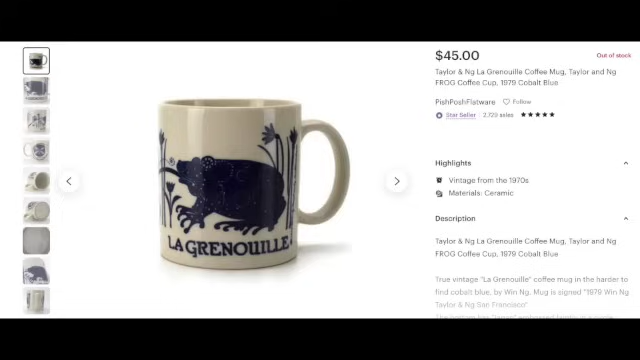 $45.00
Out of stock
Taylor & Ng La Grenouille Coffee Mug, Taylor and Ng
FROG Coffee Cup, 1979 Cobalt Blue
PishPoshFlatware
Follow
Star Seller
2,729 sales
LA GRENOUILLE
Highlights
Vintage from the 1970s
Materials: Ceramic
Description
Taylor & Ng La Grenouille Coffee Mug, Taylor and Ng
FROG Coffee Cup, 1979 Cobalt Blue
True vintage "La Grenouille" coffee mug in the harder to
find cobalt blue, by Win Ng. Mug is signed "1979 Win Ng
Taylor & Ng San Francisco"